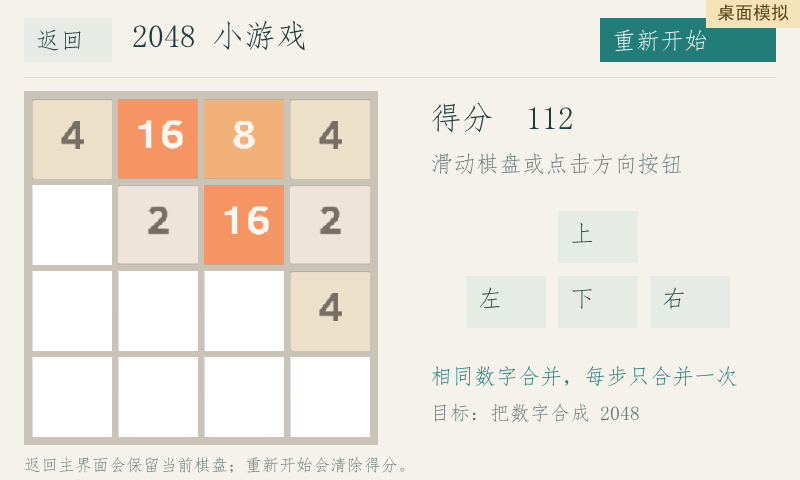 桌面模拟
返回 2048 小游戏 重新开始
4 16 8 4
2 16 2
4
得分 112
滑动棋盘或点击方向按钮
上
左 下 右
相同数字合并，每步只合并一次
目标：把数字合成 2048
返回主界面会保留当前棋盘；重新开始会清除得分。